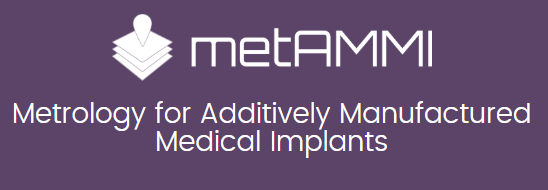 metAMMI
Metrology for Additively Manufactured
Medical Implants